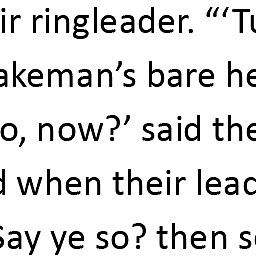 ir ringleader. “‘Tu
akeman’s bare he
o, now?’ said the
d when their lead
Say ye so? then s